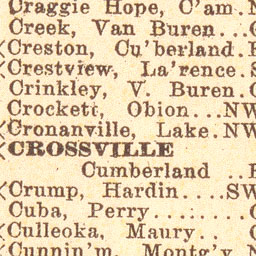 Craggie Hope, C'am. N
Creek, Van Buren...C
×Creston, Cu'berland.E
×Crestview, La'rence. S
Crinkley, V. Buren. C
Crockett, Obion...NW
×Cronanville, Lake. NW
×CROSSVILLE
Cumberland ..E
×Crump, Hardin....SW
Cuba, Perry.........C
×Culleoka, Maury.. C
×Cunnin'm, Montg'y N